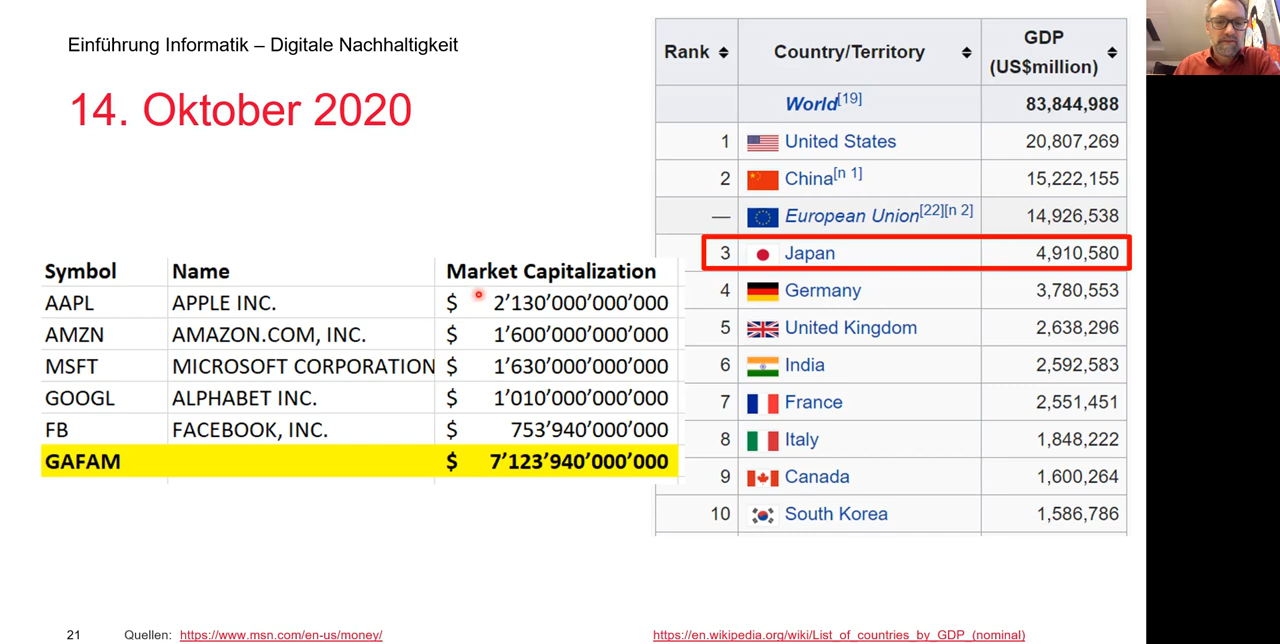 Einführung Informatik – Digitale Nachhaltigkeit
14. Oktober 2020
Symbol Name Market Capitalization
AAPL APPLE INC. $ 2’130’000’000’000
AMZN AMAZON.COM, INC. $ 1’600’000’000’000
MSFT MICROSOFT CORPORATION $ 1’630’000’000’000
GOOGL ALPHABET INC. $ 1’010’000’000’000
FB FACEBOOK, INC. $ 753’940’000’000
GAFAM $ 7’123’940’000’000
Rank Country/Territory GDP
(US$million)
World[19] 83,844,988
1 United States 20,807,269
2 China[n 1] 15,222,155
— European Union[22][n 2] 14,926,538
3 Japan 4,910,580
4 Germany 3,780,553
5 United Kingdom 2,638,296
6 India 2,592,583
7 France 2,551,451
8 Italy 1,848,222
9 Canada 1,600,264
10 South Korea 1,586,786
21 Quellen: https://www.msn.com/en-us/money/ https://en.wikipedia.org/wiki/List_of_countries_by_GDP_(nominal)